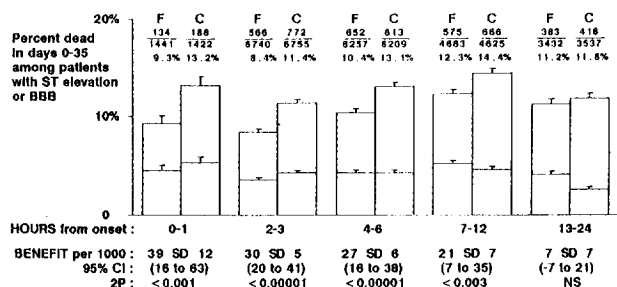 20%
F C F C F C F C F C
Percent dead
in days 0-35
among patients
with ST elevation
or BBB
134 188 566 772 652 813 575 666 383 418
1441 1422 6740 6755 6257 6209 4683 4625 3432 3537
9.3% 13.2% 8.4% 11.4% 10.4% 13.1% 12.3% 14.4% 11.2% 11.8%
10%
0
HOURS from onset : 0-1 2-3 4-6 7-12 13-24
BENEFIT per 1000 : 39 SD 12 30 SD 5 27 SD 6 21 SD 7 7 SD 7
95% CI : (16 to 63) (20 to 41) (16 to 38) (7 to 35) (-7 to 21)
2P : < 0.001 < 0.00001 < 0.00001 < 0.003 NS